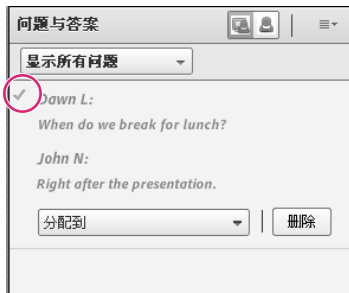 问题与答案
显示所有问题
Dawn L:
When do we break for lunch?
John N:
Right after the presentation.
分配到
删除